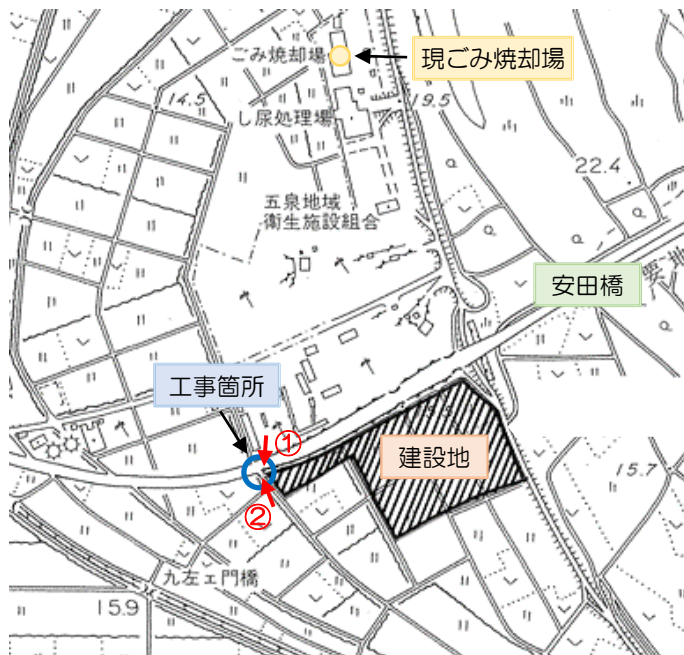 ごみ焼却場
現ごみ焼却場
14.5
19.5
し尿処理場
22.4
五泉地域
衛生施設組合
安田橋
工事箇所
①
建設地
15.7
②
九左ェ門橋
15.9